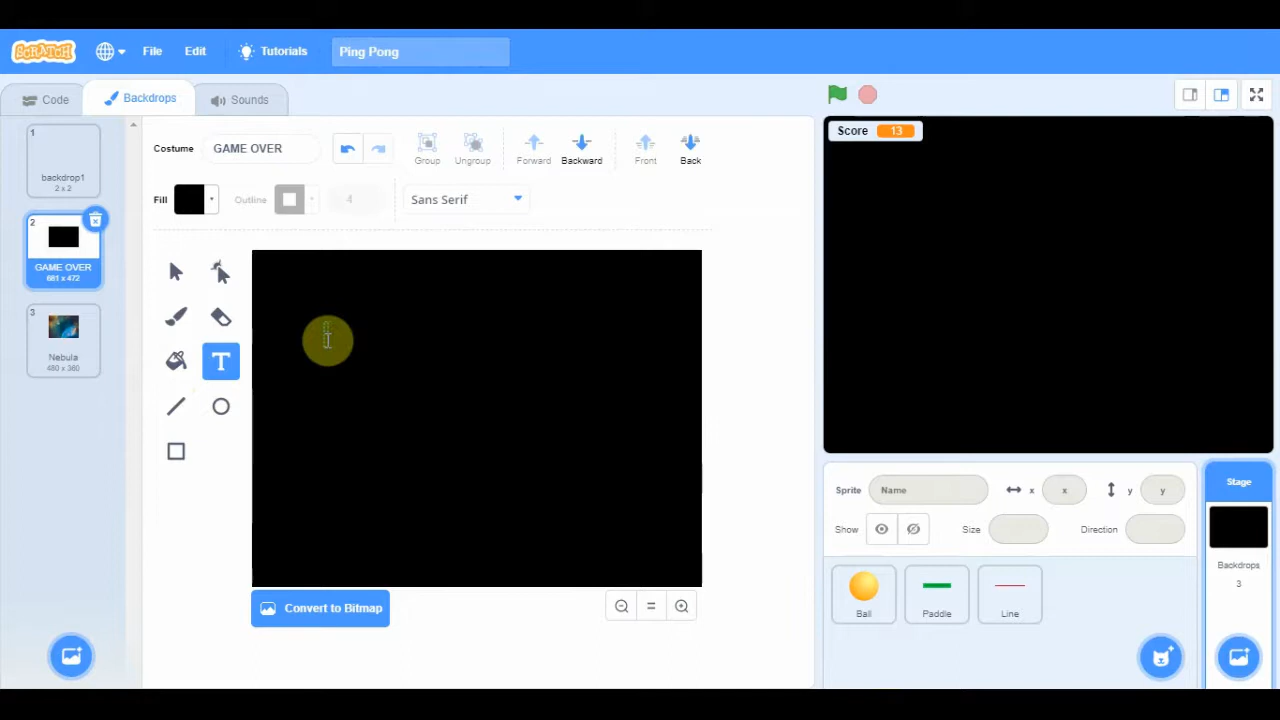 SCRATCH File Edit Tutorials Ping Pong
Code Backdrops Sounds
1
backdrop1
2 x 2
2
GAME OVER
681 x 472
3
Nebula
480 x 360
Costume GAME OVER Group Ungroup Forward Backward Front Back
Fill Outline 4 Sans Serif
T
Convert to Bitmap
Score 13
Sprite Name x x y y
Show Size Direction
Ball Paddle Line
Stage
Backdrops
3